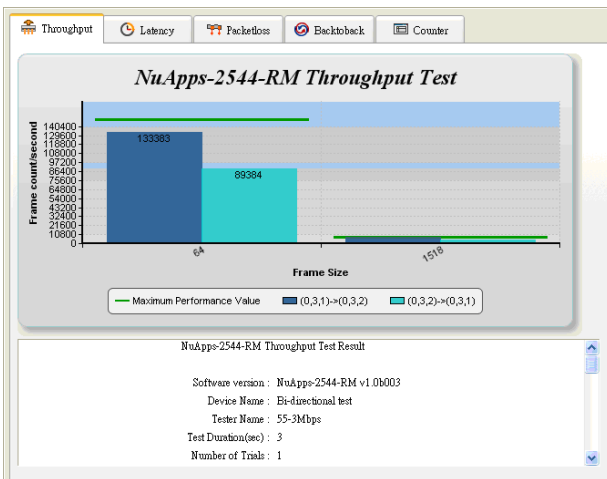 Throughput
Latency
Packetloss
Backtoback
Counter
NuApps-2544-RM Throughput Test
Frame count/second
140400
129600
118800
108000
97200
86400
75600
64800
54000
43200
32400
21600
10800
0
133383
89384
64
1518
Frame Size
Maximum Performance Value
(0,3,1)->(0,3,2)
(0,3,2)->(0,3,1)
NuApps-2544-RM Throughput Test Result
Software version : NuApps-2544-RM v1.0b003
Device Name : Bi-directional test
Tester Name : 55-3Mbps
Test Duration(sec) : 3
Number of Trials : 1